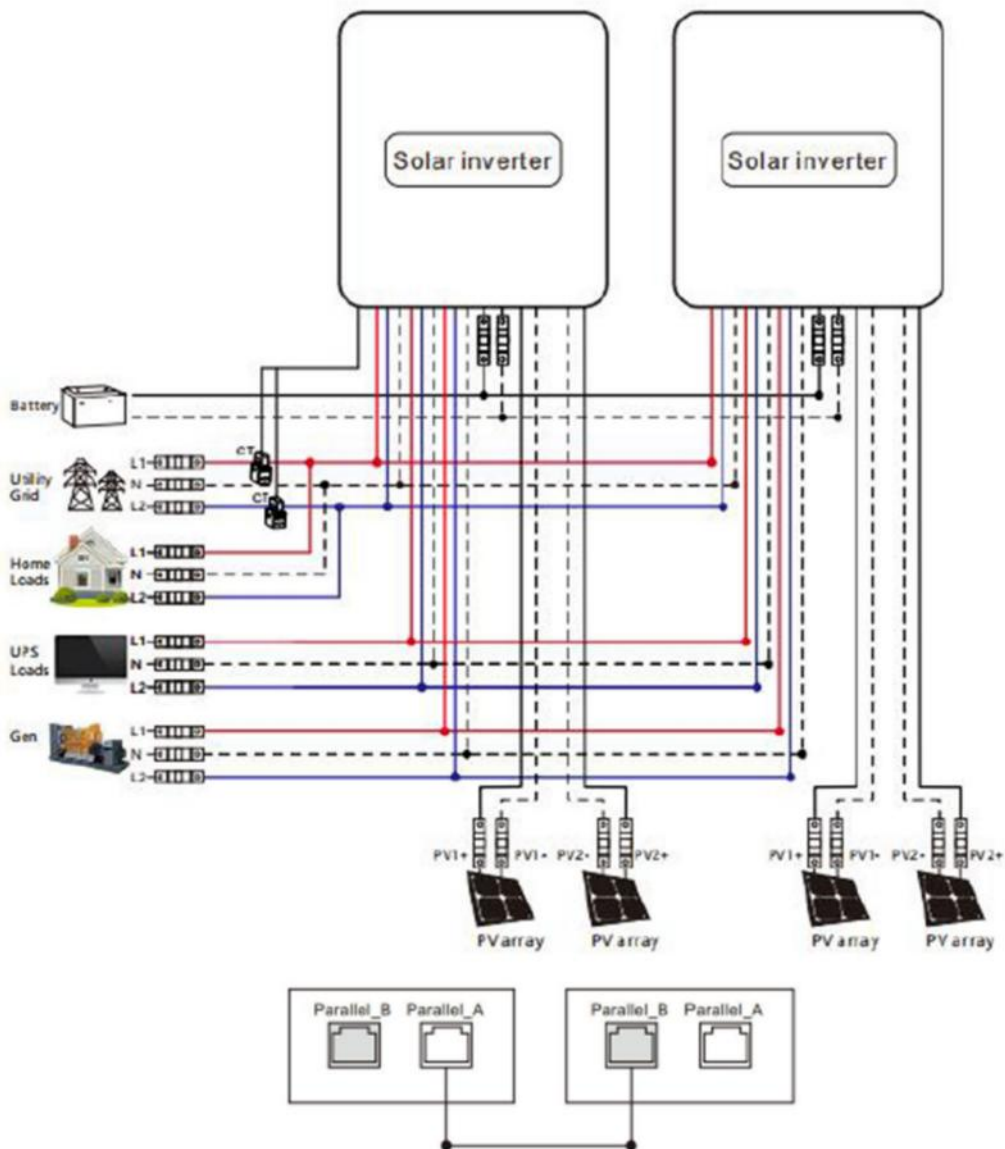 Solar inverter
Solar inverter
Battery
CT
L1
Utility
Grid
N
CT
L2
Home
Loads
L1
N
L2
UPS
Loads
L1
N
L2
Gen
L1
N
L2
PV1+ PV1- PV2- PV2+ PV1+ PV1- PV2- PV2+
PV array PV array PV array PV array
Parallel_B Parallel_A Parallel_B Parallel_A